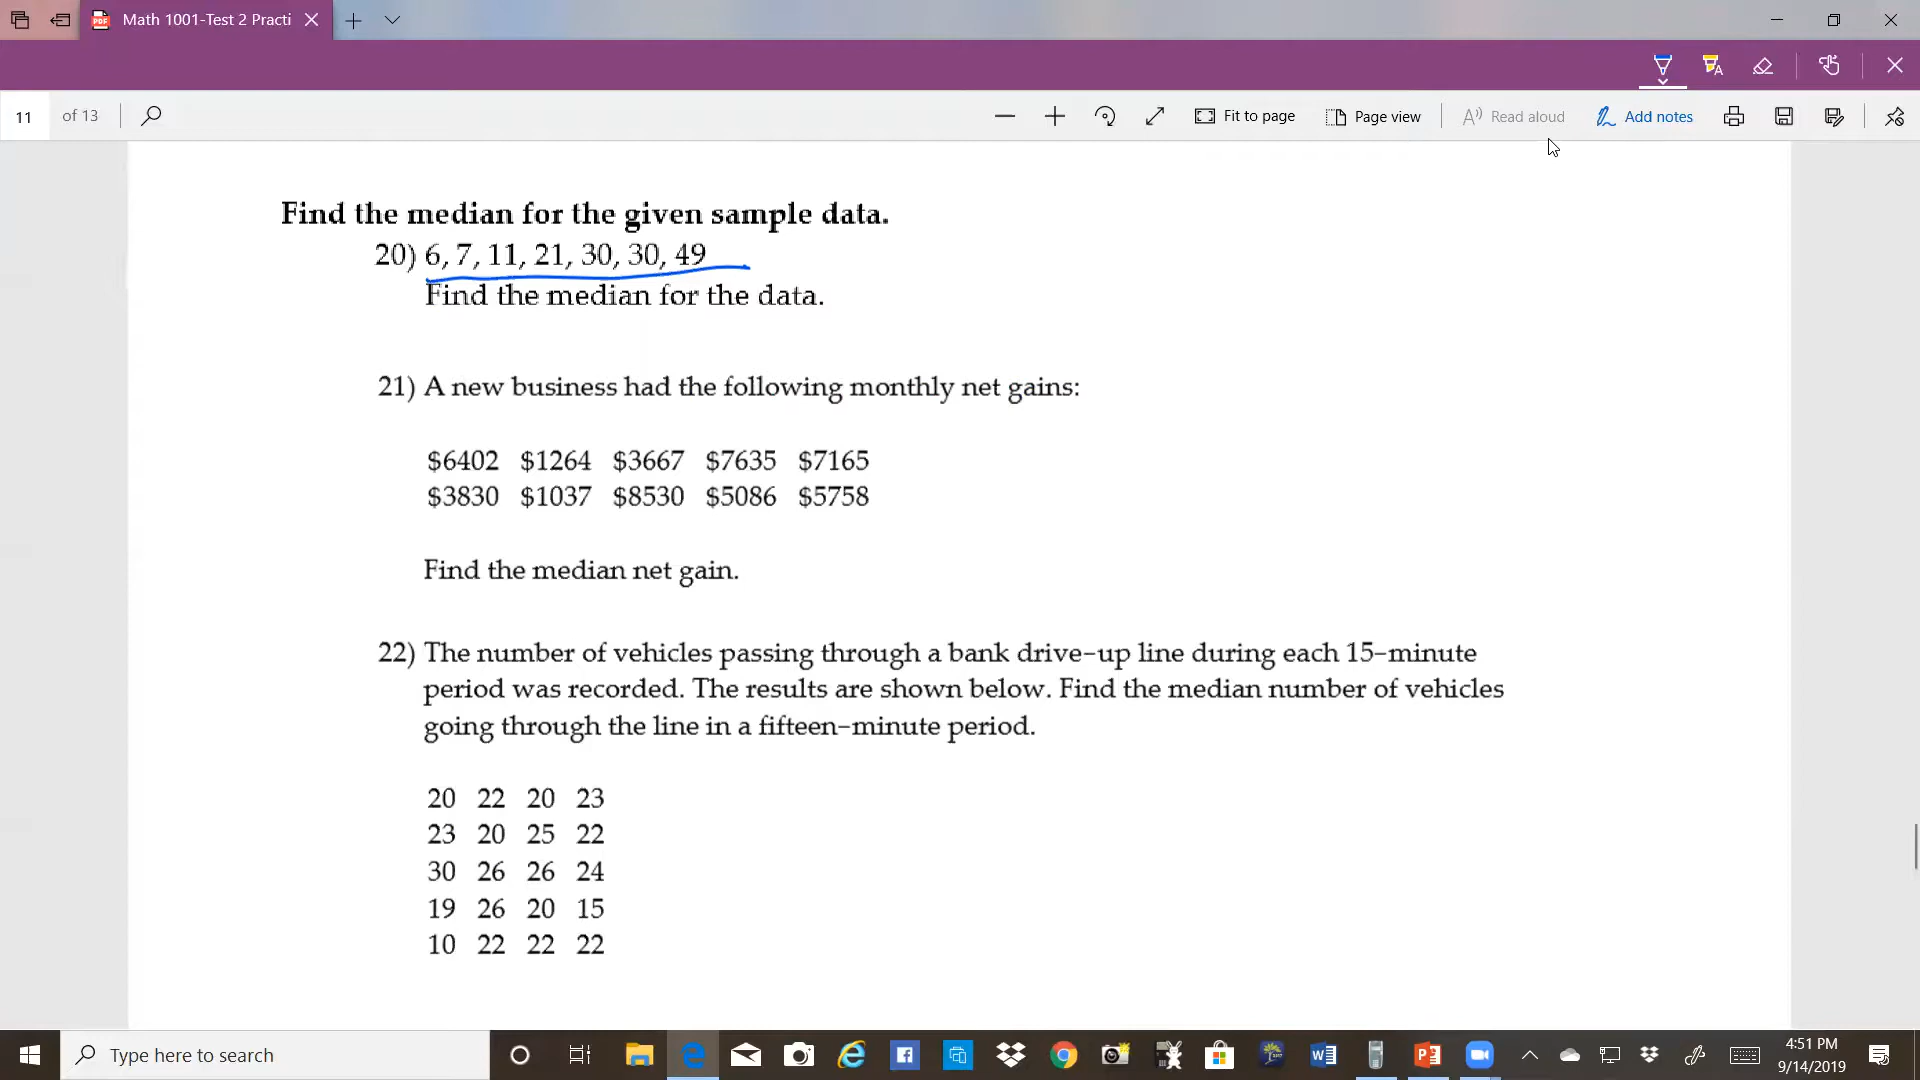 Math 1001-Test 2 Practi
11 of 13
Fit to page
Page view
Read aloud
Add notes
Find the median for the given sample data.
20) 6, 7, 11, 21, 30, 30, 49
Find the median for the data.
21) A new business had the following monthly net gains:
$6402 $1264 $3667 $7635 $7165
$3830 $1037 $8530 $5086 $5758
Find the median net gain.
22) The number of vehicles passing through a bank drive-up line during each 15-minute
period was recorded. The results are shown below. Find the median number of vehicles
going through the line in a fifteen-minute period.
20 22 20 23
23 20 25 22
30 26 26 24
19 26 20 15
10 22 22 22
Type here to search
4:51 PM
9/14/2019